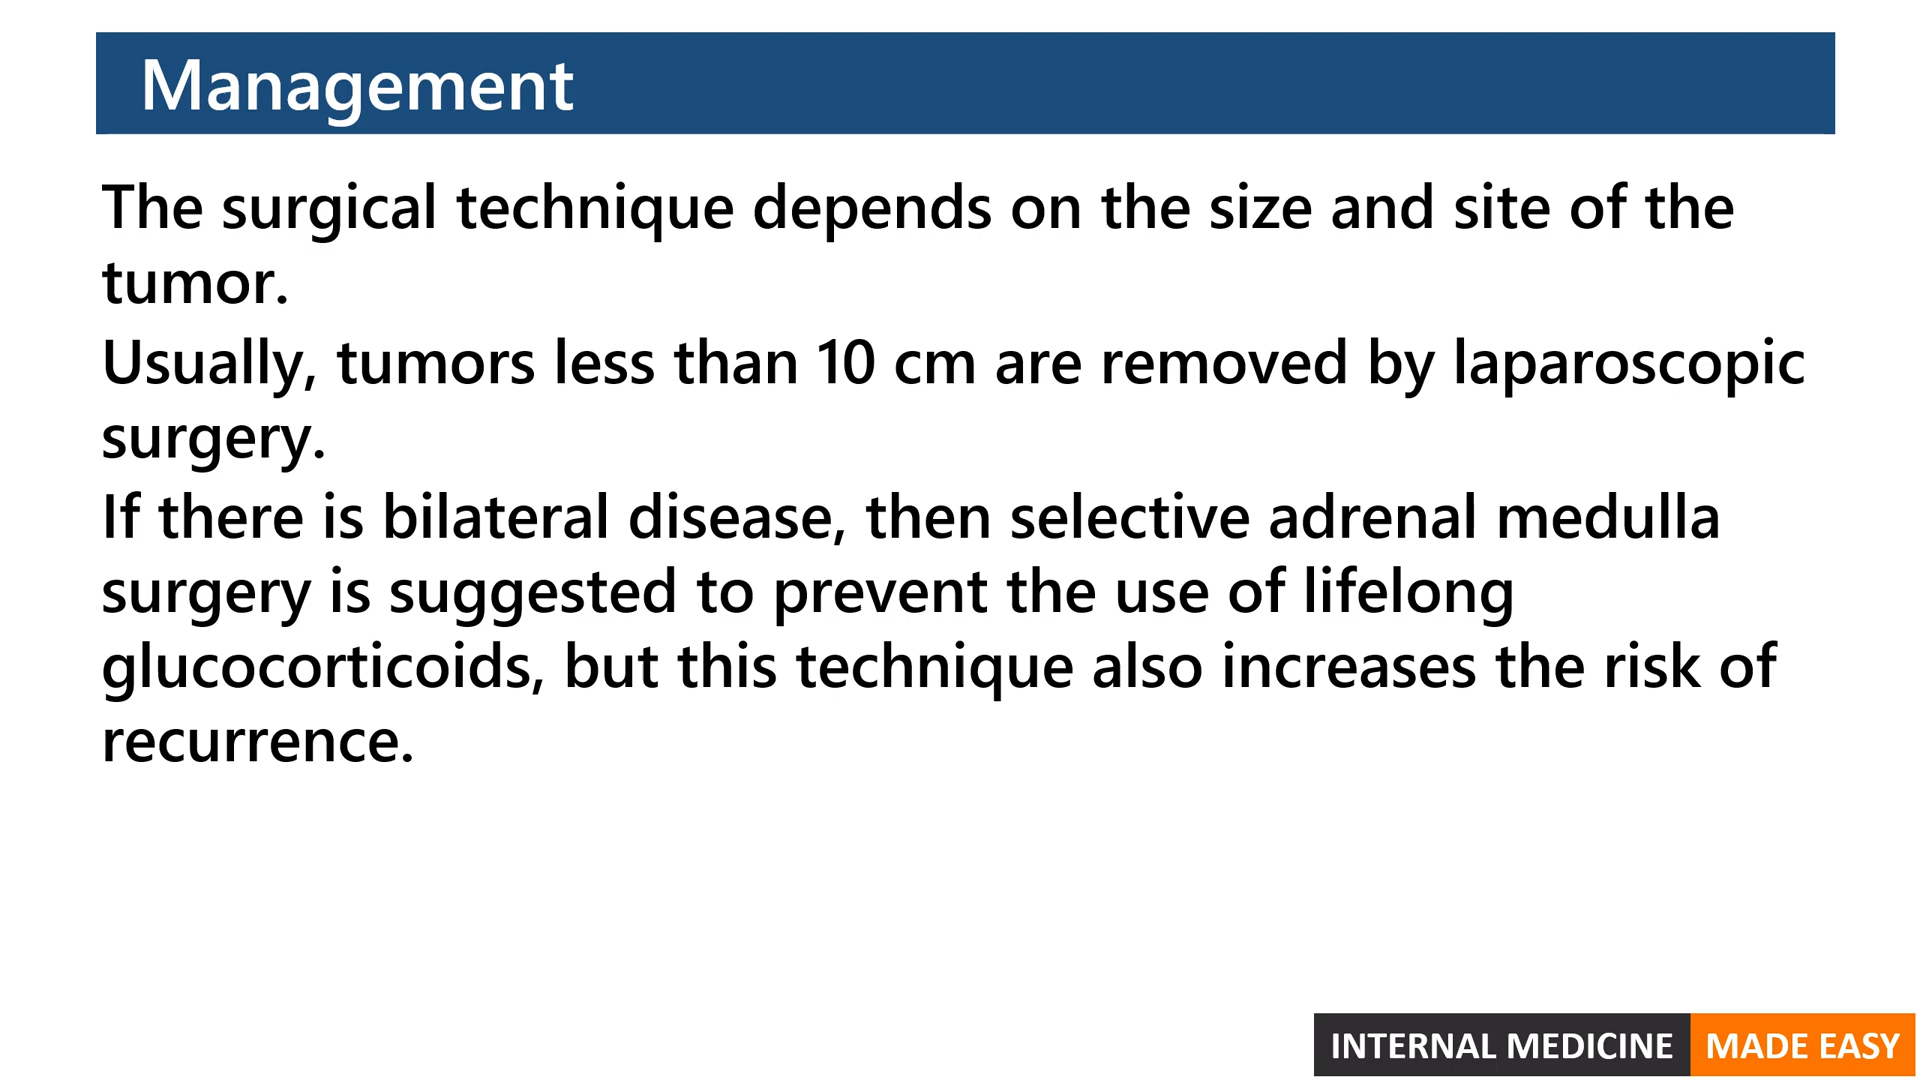 Management
The surgical technique depends on the size and site of the
tumor.
Usually, tumors less than 10 cm are removed by laparoscopic
surgery.
If there is bilateral disease, then selective adrenal medulla
surgery is suggested to prevent the use of lifelong
glucocorticoids, but this technique also increases the risk of
recurrence.
INTERNAL MEDICINE MADE EASY